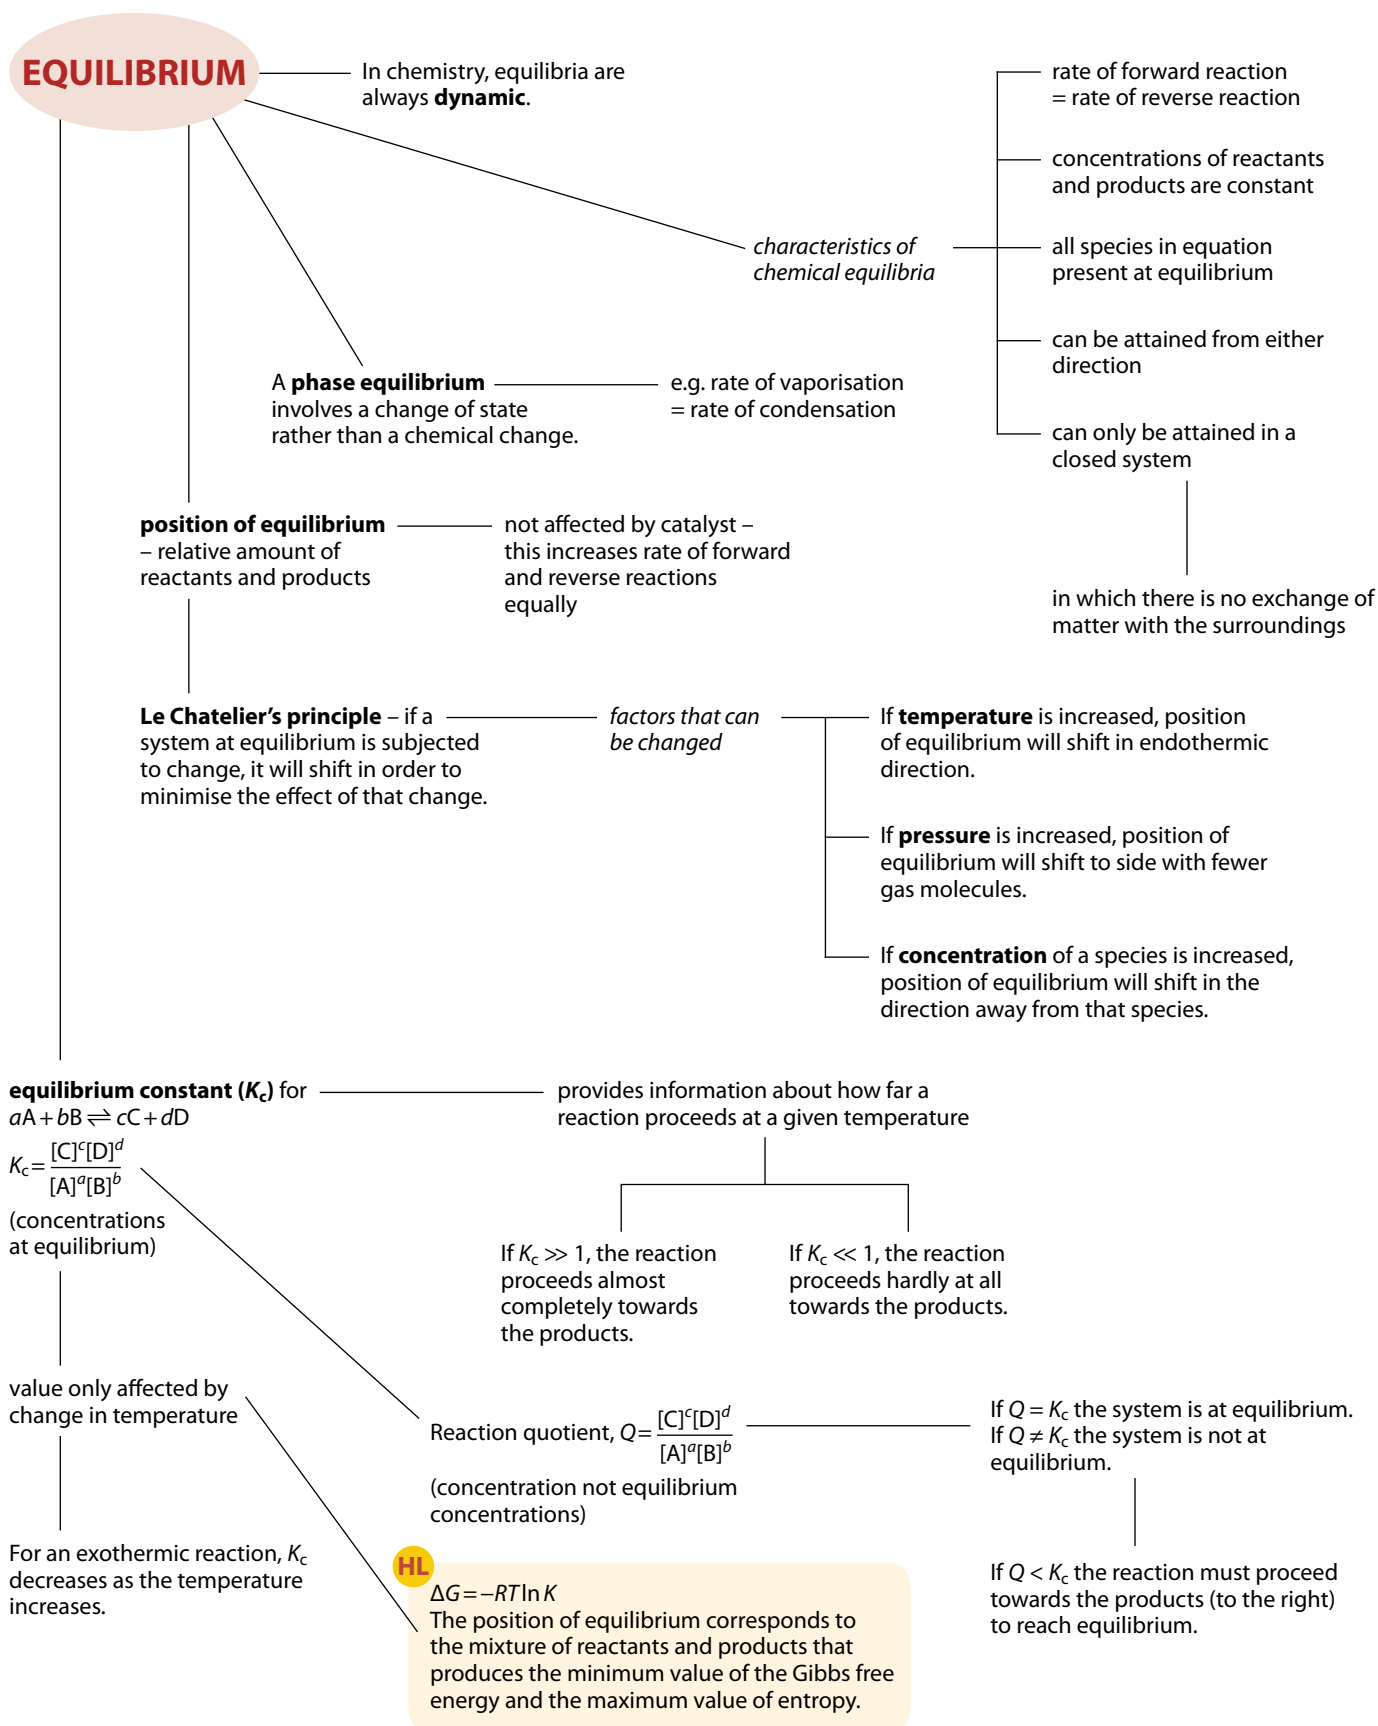 EQUILIBRIUM
In chemistry, equilibria are
always dynamic.
rate of forward reaction
= rate of reverse reaction
concentrations of reactants
and products are constant
characteristics of
chemical equilibria
all species in equation
present at equilibrium
can be attained from either
direction
can only be attained in a
closed system
in which there is no exchange of
matter with the surroundings
A phase equilibrium
involves a change of state
rather than a chemical change.
e.g. rate of vaporisation
= rate of condensation
position of equilibrium
– relative amount of
reactants and products
not affected by catalyst –
this increases rate of forward
and reverse reactions
equally
Le Chatelier’s principle – if a
system at equilibrium is subjected
to change, it will shift in order to
minimise the effect of that change.
factors that can
be changed
If temperature is increased, position
of equilibrium will shift in endothermic
direction.
If pressure is increased, position of
equilibrium will shift to side with fewer
gas molecules.
If concentration of a species is increased,
position of equilibrium will shift in the
direction away from that species.
equilibrium constant (Kc) for
aA + bB ⇌ cC + dD
Kc = [C]^c[D]^d / [A]^a[B]^b
(concentrations
at equilibrium)
provides information about how far a
reaction proceeds at a given temperature
If Kc ≫ 1, the reaction
proceeds almost
completely towards
the products.
If Kc ≪ 1, the reaction
proceeds hardly at all
towards the products.
value only affected by
change in temperature
For an exothermic reaction, Kc
decreases as the temperature
increases.
Reaction quotient, Q = [C]^c[D]^d / [A]^a[B]^b
(concentration not equilibrium
concentrations)
If Q = Kc the system is at equilibrium.
If Q ≠ Kc the system is not at
equilibrium.
If Q < Kc the reaction must proceed
towards the products (to the right)
to reach equilibrium.
HL
ΔG = −RT ln K
The position of equilibrium corresponds to
the mixture of reactants and products that
produces the minimum value of the Gibbs free
energy and the maximum value of entropy.